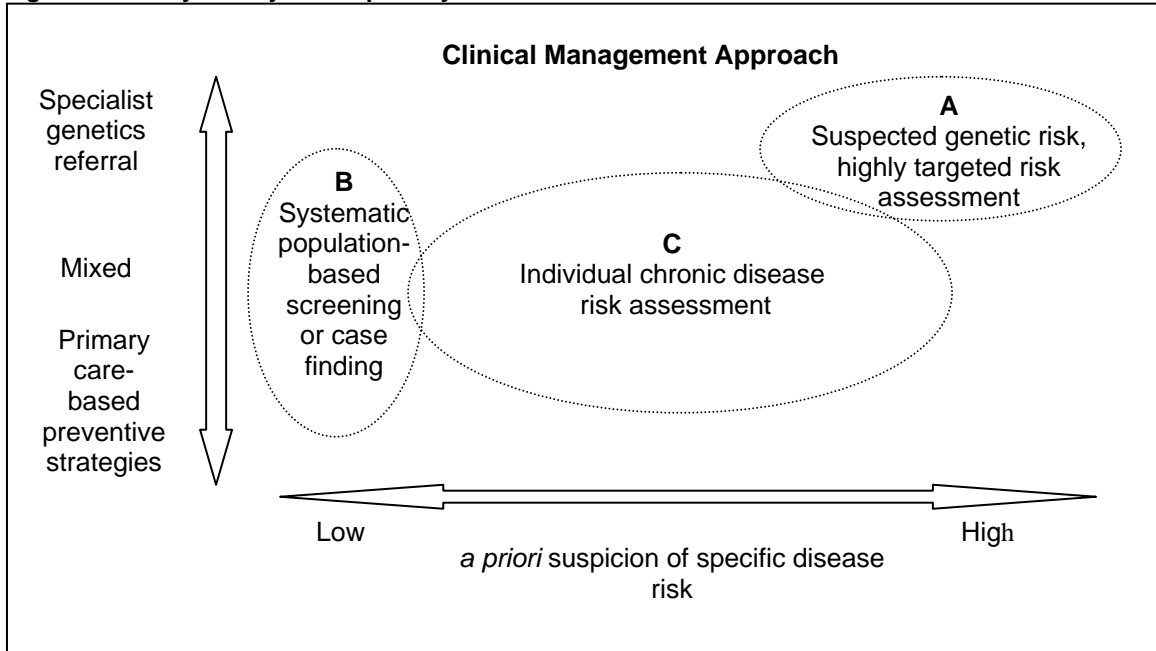 Clinical Management Approach
Specialist
genetics
referral
Mixed
Primary
care-
based
preventive
strategies
A
Suspected genetic risk,
highly targeted risk
assessment
B
Systematic
population-
based
screening
or case
finding
C
Individual chronic disease
risk assessment
Low
High
a priori suspicion of specific disease
risk